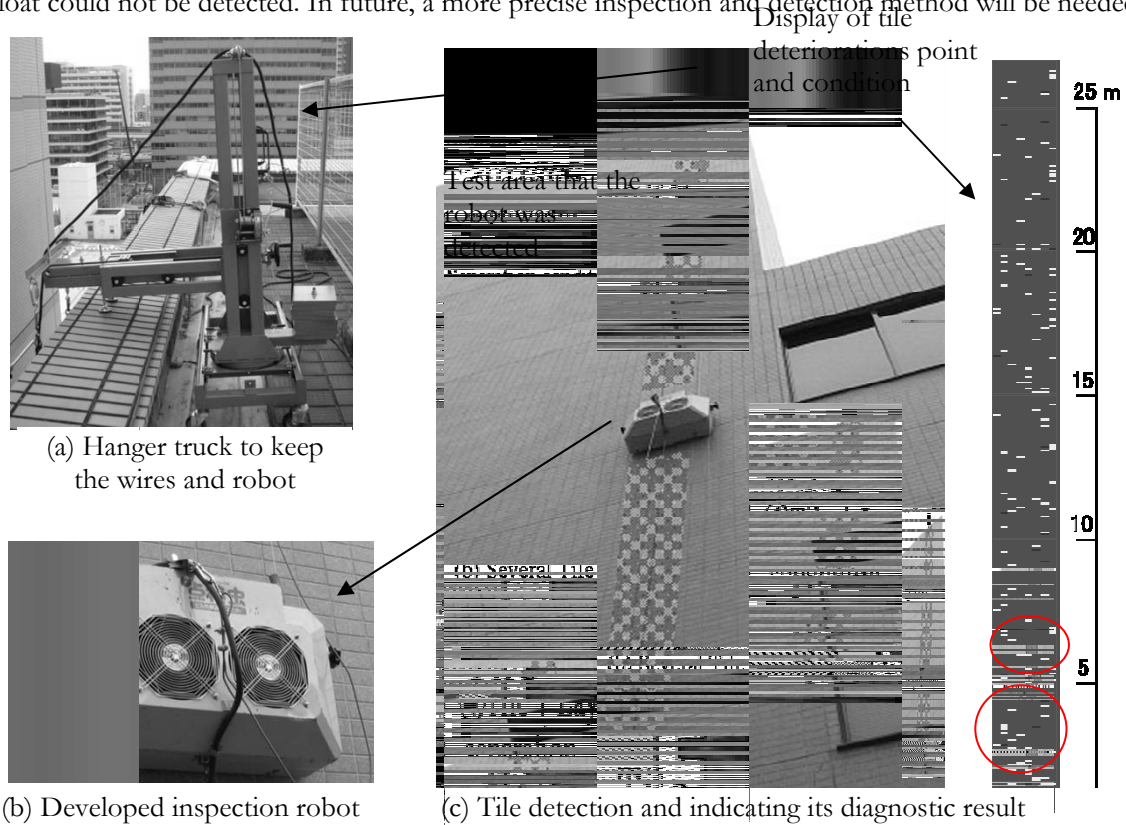 float could not be detected. In future, a more precise inspection and detection method will be needed
Display of tile
deteriorations point
and condition
25 m
Test area that the
robot was
detected
20
15
(a) Hanger truck to keep
the wires and robot
10
(b) Several Tile
5
(b) Developed inspection robot
(c) Tile detection and indicating its diagnostic result